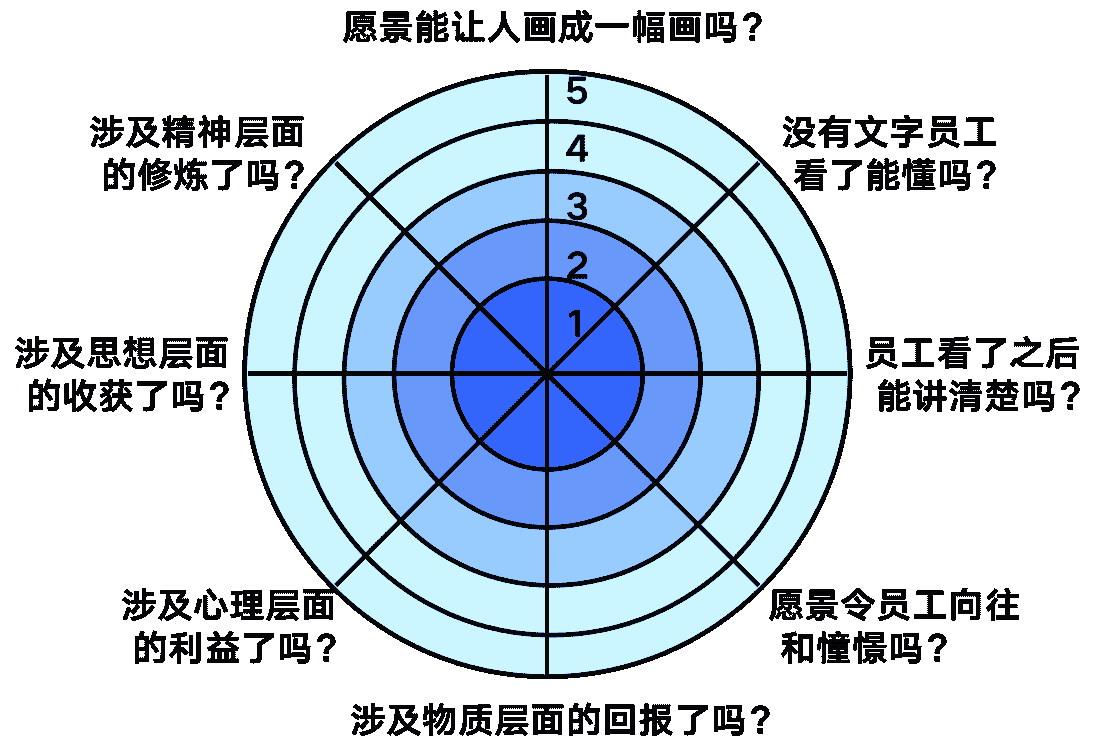 愿景能让人画成一幅画吗？
5
4
3
2
1
没有文字员工
看了能懂吗？
员工看了之后
能讲清楚吗？
愿景令员工向往
和憧憬吗？
涉及物质层面的回报了吗？
涉及心理层面
的利益了吗？
涉及思想层面
的收获了吗？
涉及精神层面
的修炼了吗？